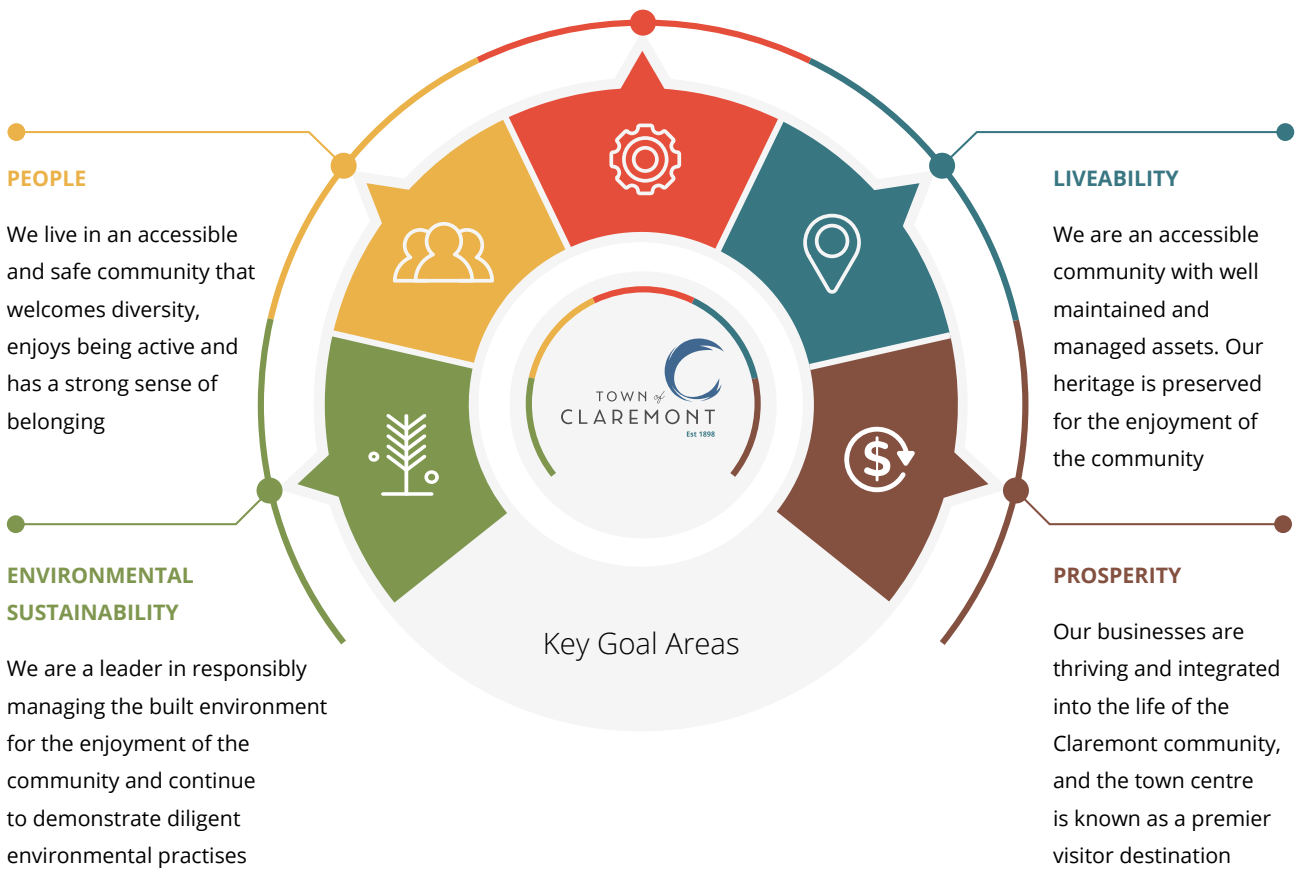 PEOPLE
We live in an accessible
and safe community that
welcomes diversity,
enjoys being active and
has a strong sense of
belonging
ENVIRONMENTAL
SUSTAINABILITY
We are a leader in responsibly
managing the built environment
for the enjoyment of the
community and continue
to demonstrate diligent
environmental practises
TOWN of
CLAREMONT
Est 1898
Key Goal Areas
LIVEABILITY
We are an accessible
community with well
maintained and
managed assets. Our
heritage is preserved
for the enjoyment of
the community
PROSPERITY
Our businesses are
thriving and integrated
into the life of the
Claremont community,
and the town centre
is known as a premier
visitor destination